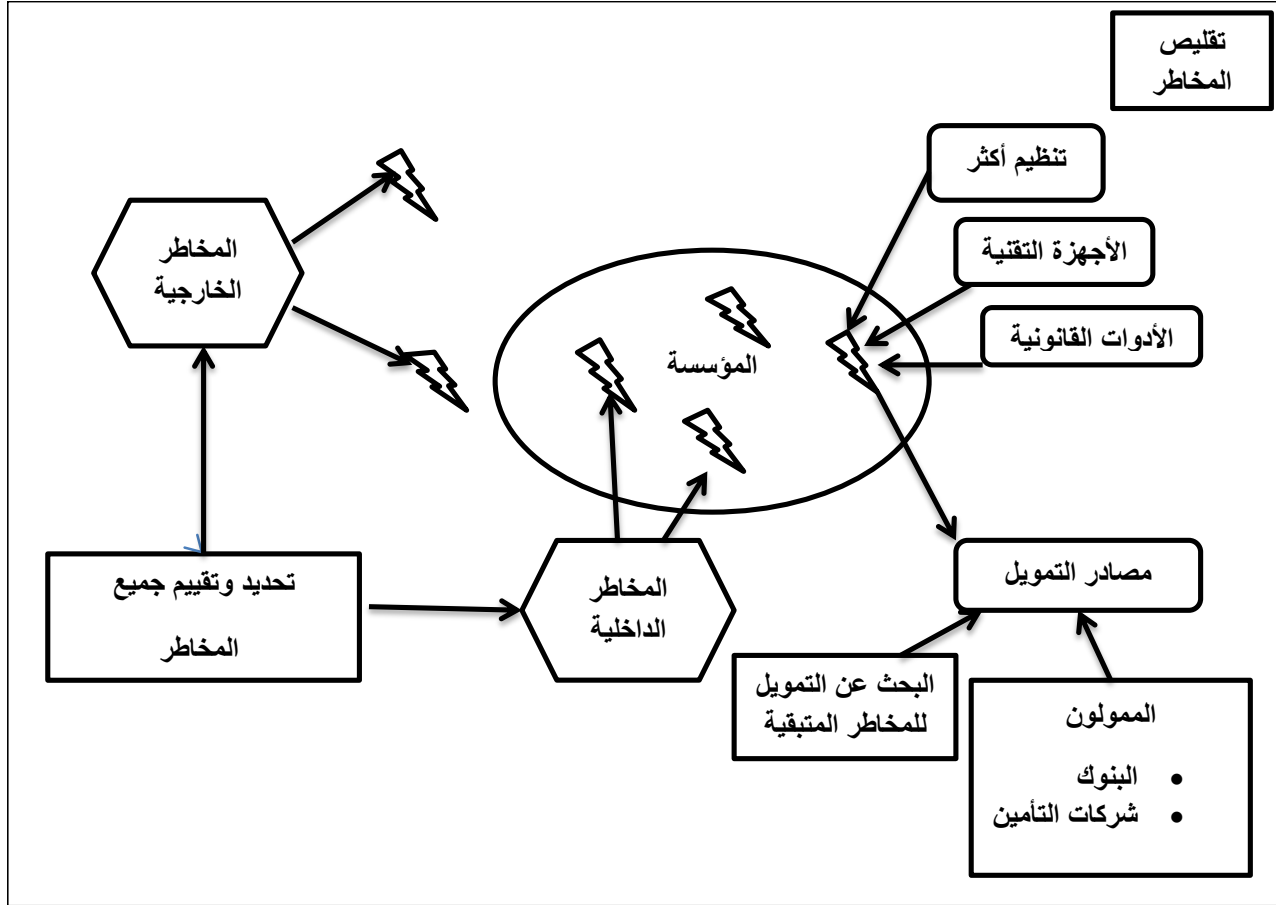 تقليص
المخاطر
تنظيم أكثر
الأجهزة التقنية
الأدوات القانونية
المخاطر
الخارجية
المؤسسة
تحديد وتقييم جميع
المخاطر
المخاطر
الداخلية
مصادر التمويل
البحث عن التمويل
للمخاطر المتبقية
الممولون
• البنوك
• شركات التأمين